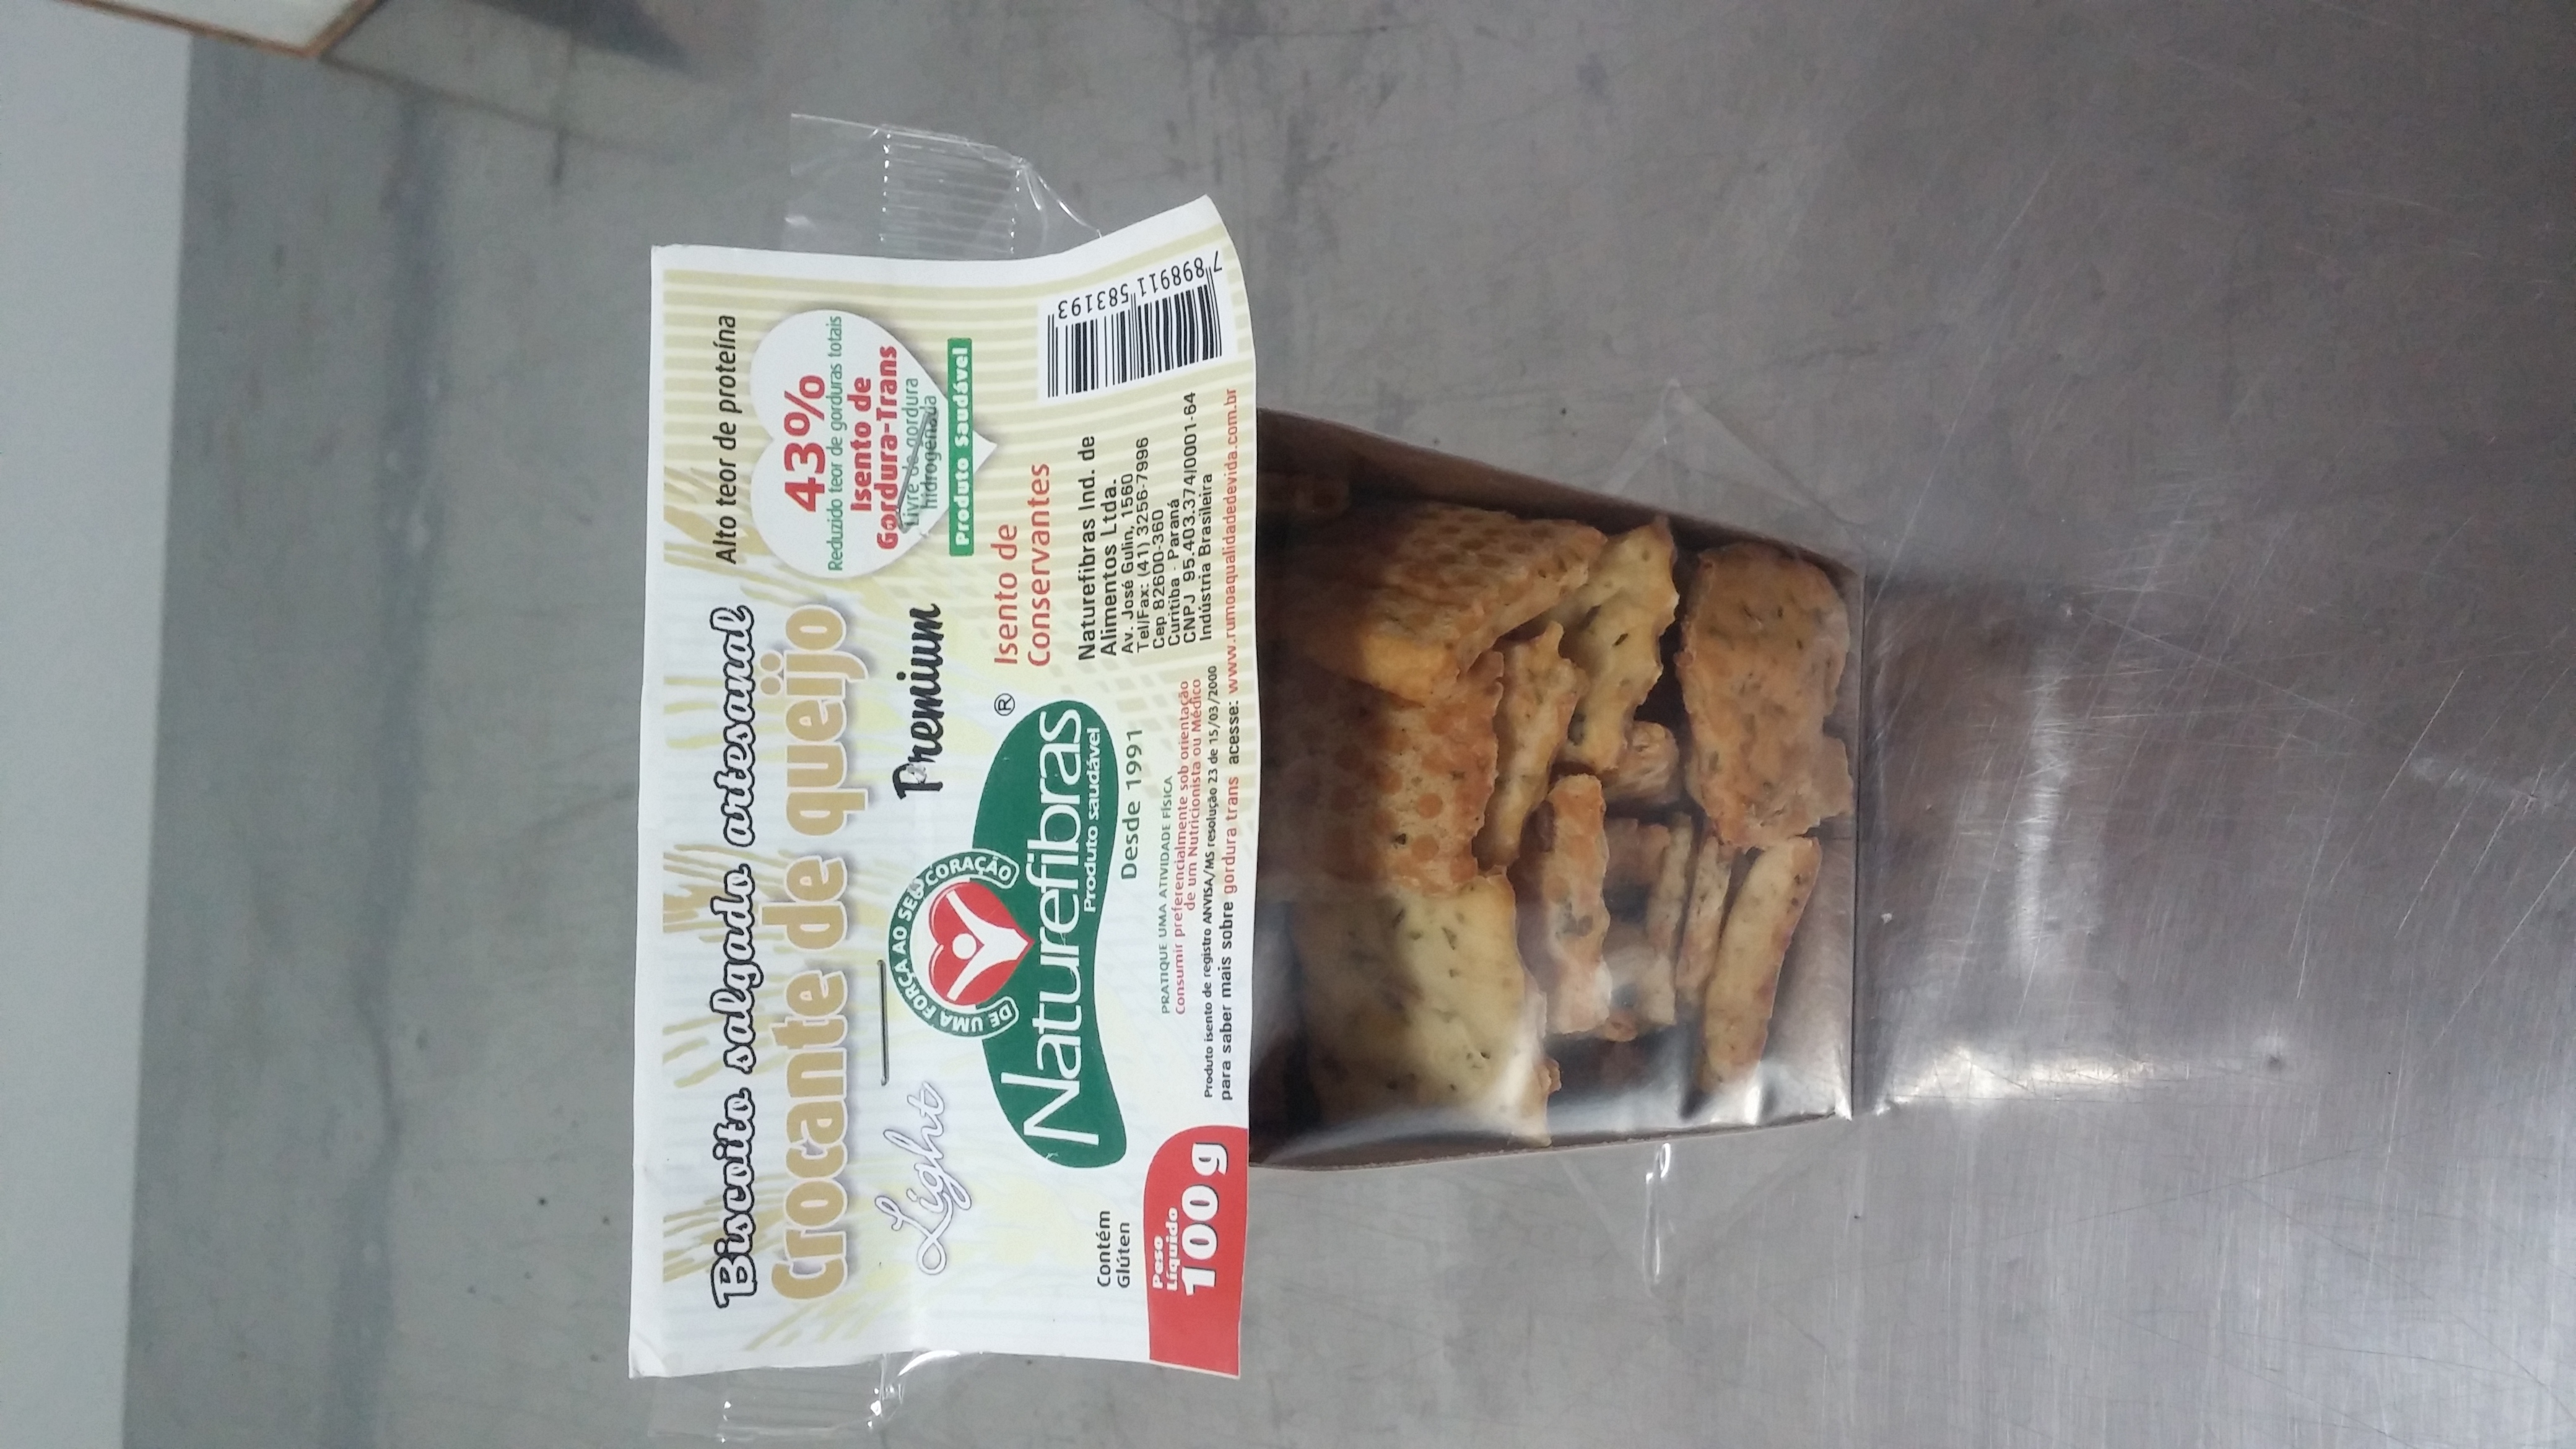 Biscoito salgado artesanal
Crocante de queijo
Light
Premium
Alto teor de proteína
43%
Reduzido teor de gorduras totais
Isento de
Gordura-Trans
Livre de gordura
hidrogenada
Produto Saudável
DE UMA FORÇA AO SEU CORAÇÃO
Naturefibras ®
Produto saudável
Desde 1991
Isento de
Conservantes
Contém
Glúten
Peso
Líquido
100 g
PRATIQUE UMA ATIVIDADE FÍSICA
Consumir preferencialmente sob orientação
de um Nutricionista ou Médico
Produto isento de registro ANVISA/MS resolução 23 de 15/03/2000
para saber mais sobre gordura trans acesse: www.rumoaqualidadedevida.com.br
Naturefibras Ind. de
Alimentos Ltda.
Av. José Gulin, 1560
Tel/Fax: (41) 3256-7996
Cep 82600-360
Curitiba - Paraná
CNPJ 95.403.374/0001-64
Indústria Brasileira
7 898911 583193